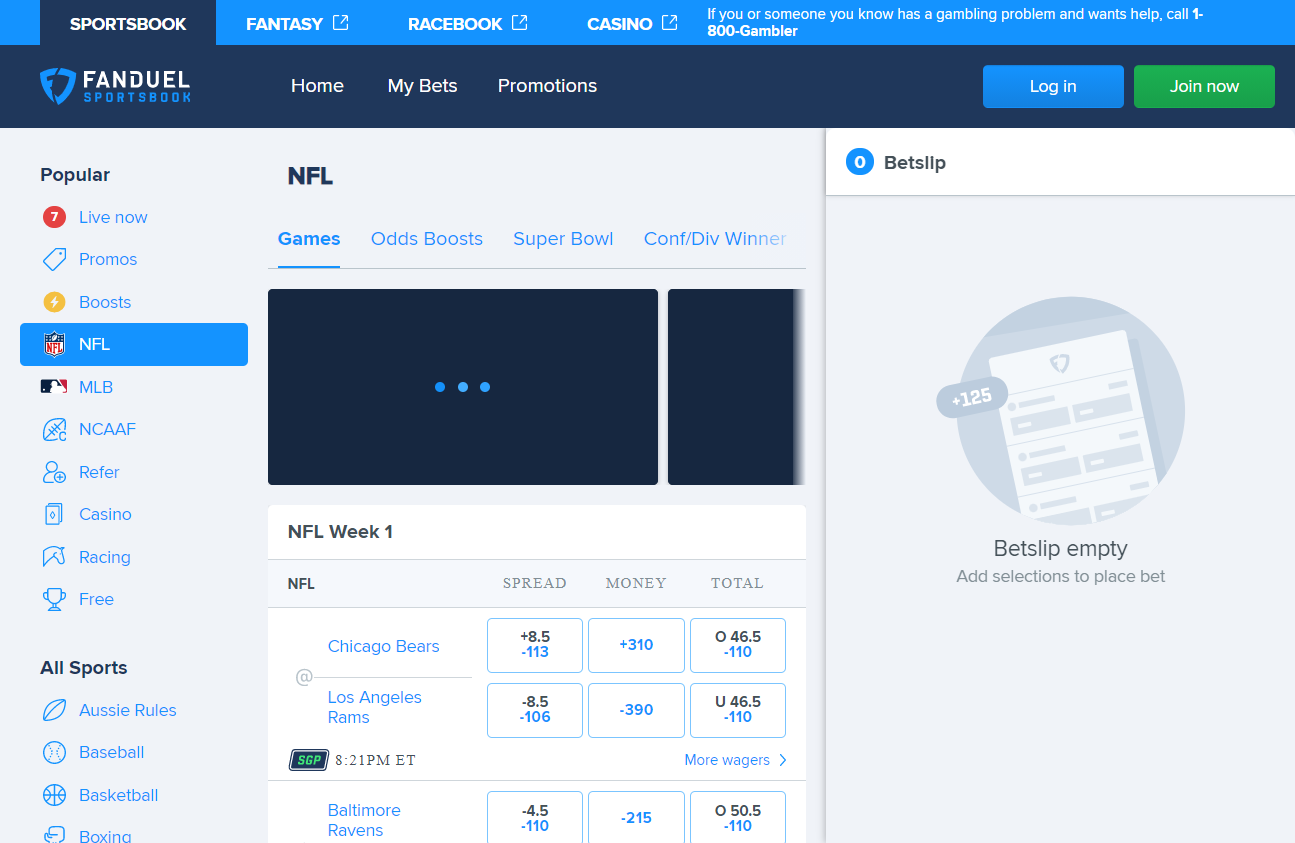 SPORTSBOOK
FANTASY
RACEBOOK
CASINO
If you or someone you know has a gambling problem and wants help, call 1-
800-Gambler
FANDUEL
SPORTSBOOK
Home
My Bets
Promotions
Log in
Join now
Popular
7
Live now
Promos
Boosts
NFL
NFL
MLB
C
NCAAF
Refer
Casino
Racing
Free
All Sports
Aussie Rules
Baseball
Basketball
Boxing
NFL
Games
Odds Boosts
Super Bowl
Conf/Div Winner
NFL Week 1
NFL
SPREAD
MONEY
TOTAL
Chicago Bears
+8.5
-113
+310
O 46.5
-110
@
Los Angeles
Rams
-8.5
-106
-390
U 46.5
-110
SGP
8:21PM ET
More wagers
Baltimore
Ravens
-4.5
-110
-215
O 50.5
-110
0
Betslip
+125
Betslip empty
Add selections to place bet